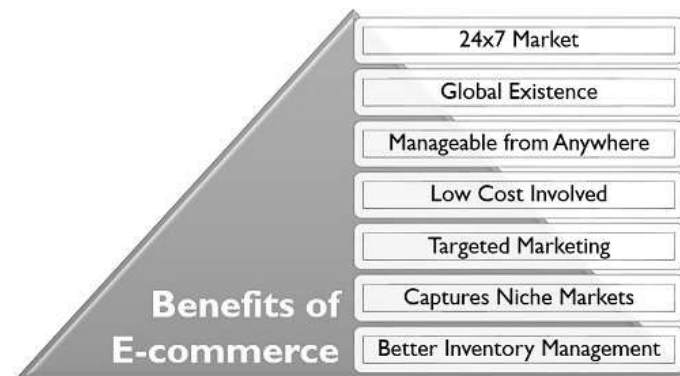 24x7 Market
Global Existence
Manageable from Anywhere
Low Cost Involved
Targeted Marketing
Captures Niche Markets
Better Inventory Management
Benefits of
E-commerce